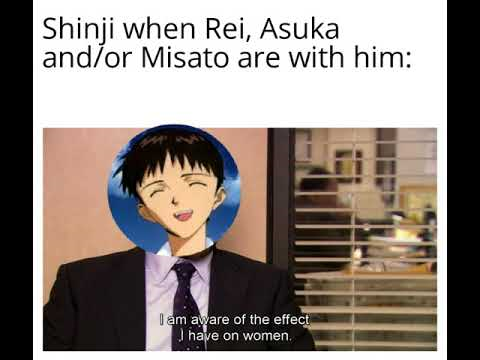 Shinji when Rei, Asuka
and/or Misato are with him:
I am aware of the effect
I have on women.